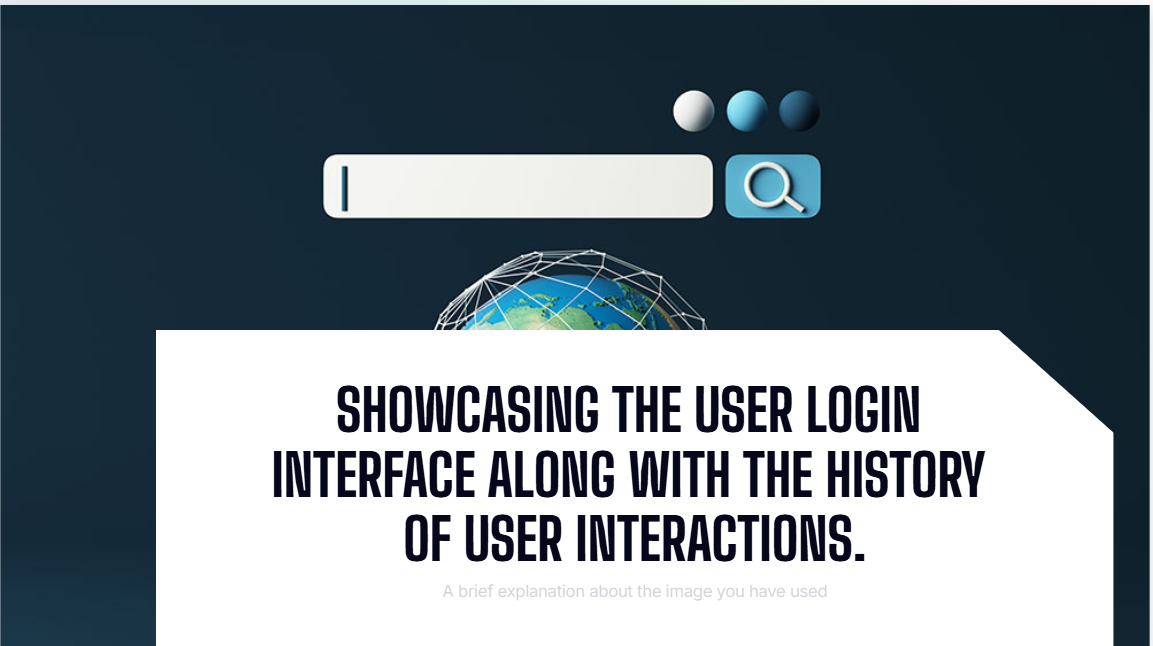 SHOWCASING THE USER LOGIN
INTERFACE ALONG WITH THE HISTORY
OF USER INTERACTIONS.
A brief explanation about the image you have used